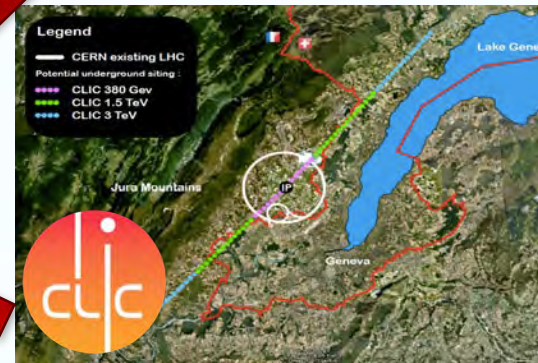 Legend
CERN existing LHC
Potential underground siting :
CLIC 380 Gev
CLIC 1.5 TeV
CLIC 3 TeV
Lake Gene
Jura Mountains
IP
Geneva
clic